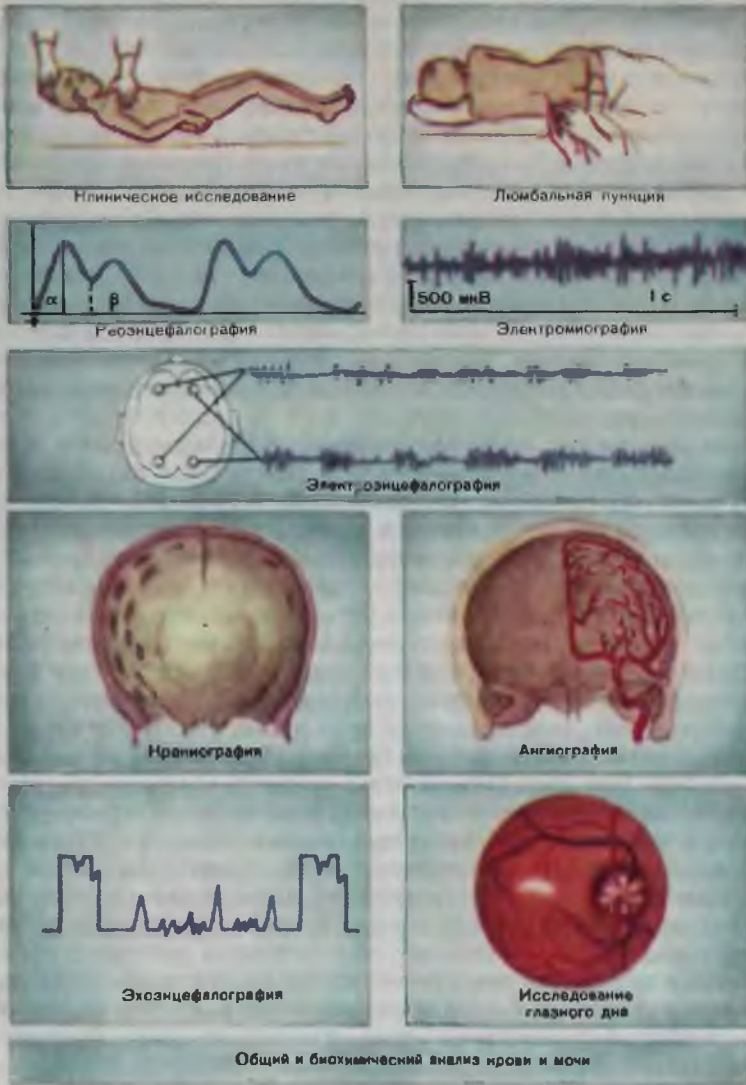 Клиническое исследование
Люмбальная пункция
α
β
Реоэнцефалография
500 мкВ
1 с
Электромиография
Электроэнцефалография
Краниография
Ангиография
Эхоэнцефалография
Исследование
глазного дна
Общий и биохимический анализ крови и мочи